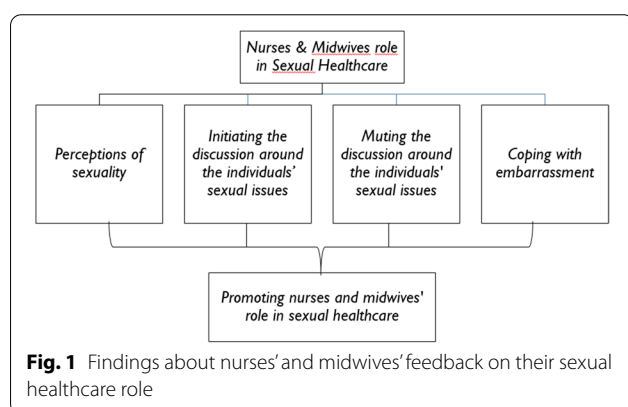 Nurses & Midwives role
in Sexual Healthcare
Perceptions of
sexuality
Initiating the
discussion around
the individuals’
sexual issues
Muting the
discussion around
the individuals'
sexual issues
Coping with
embarrassment
Promoting nurses and midwives'
role in sexual healthcare
Fig. 1 Findings about nurses’ and midwives’ feedback on their sexual
healthcare role